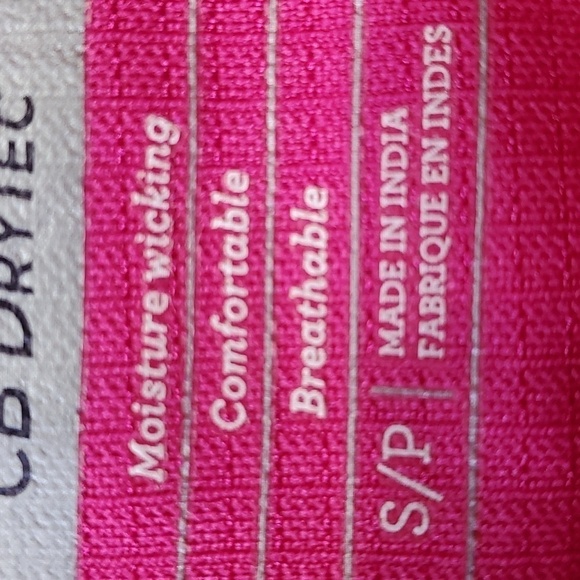 CB DRYTEC
Moisture wicking
Comfortable
Breathable
S/P | MADE IN INDIA
FABRIQUE EN INDES